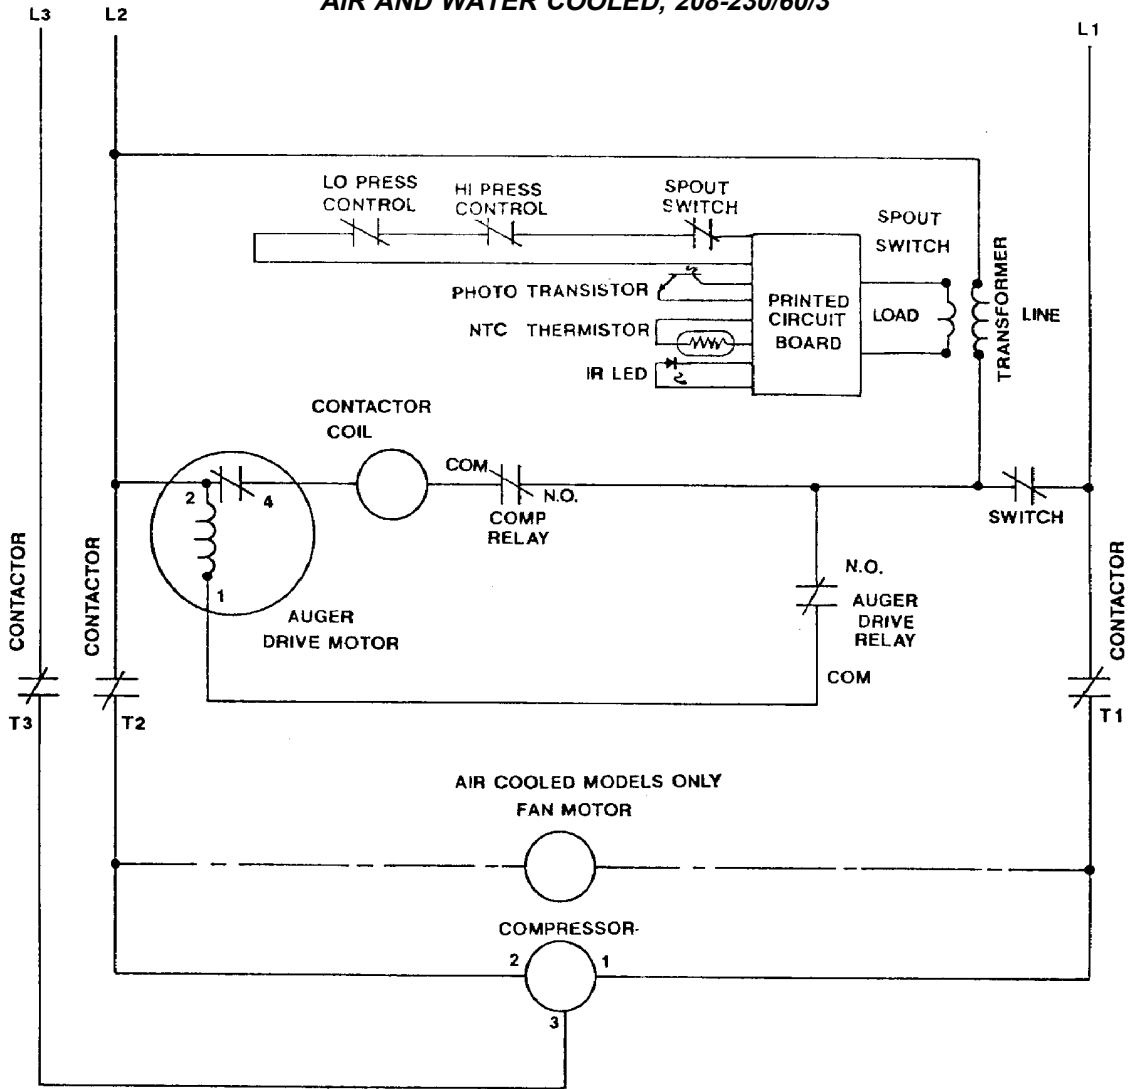 AIR AND WATER COOLED, 208-230/60/3
L3
L2
L1
LO PRESS
CONTROL
HI PRESS
CONTROL
SPOUT
SWITCH
SPOUT
SWITCH
PHOTO TRANSISTOR
NTC THERMISTOR
IR LED
PRINTED
CIRCUIT
BOARD
LOAD
TRANSFORMER
LINE
CONTACTOR
COIL
2
4
1
COM
N.O.
COMP
RELAY
SWITCH
AUGER
DRIVE MOTOR
N.O.
AUGER
DRIVE
RELAY
COM
CONTACTOR
CONTACTOR
CONTACTOR
T3
T2
T1
AIR COOLED MODELS ONLY
FAN MOTOR
COMPRESSOR-
2
1
3